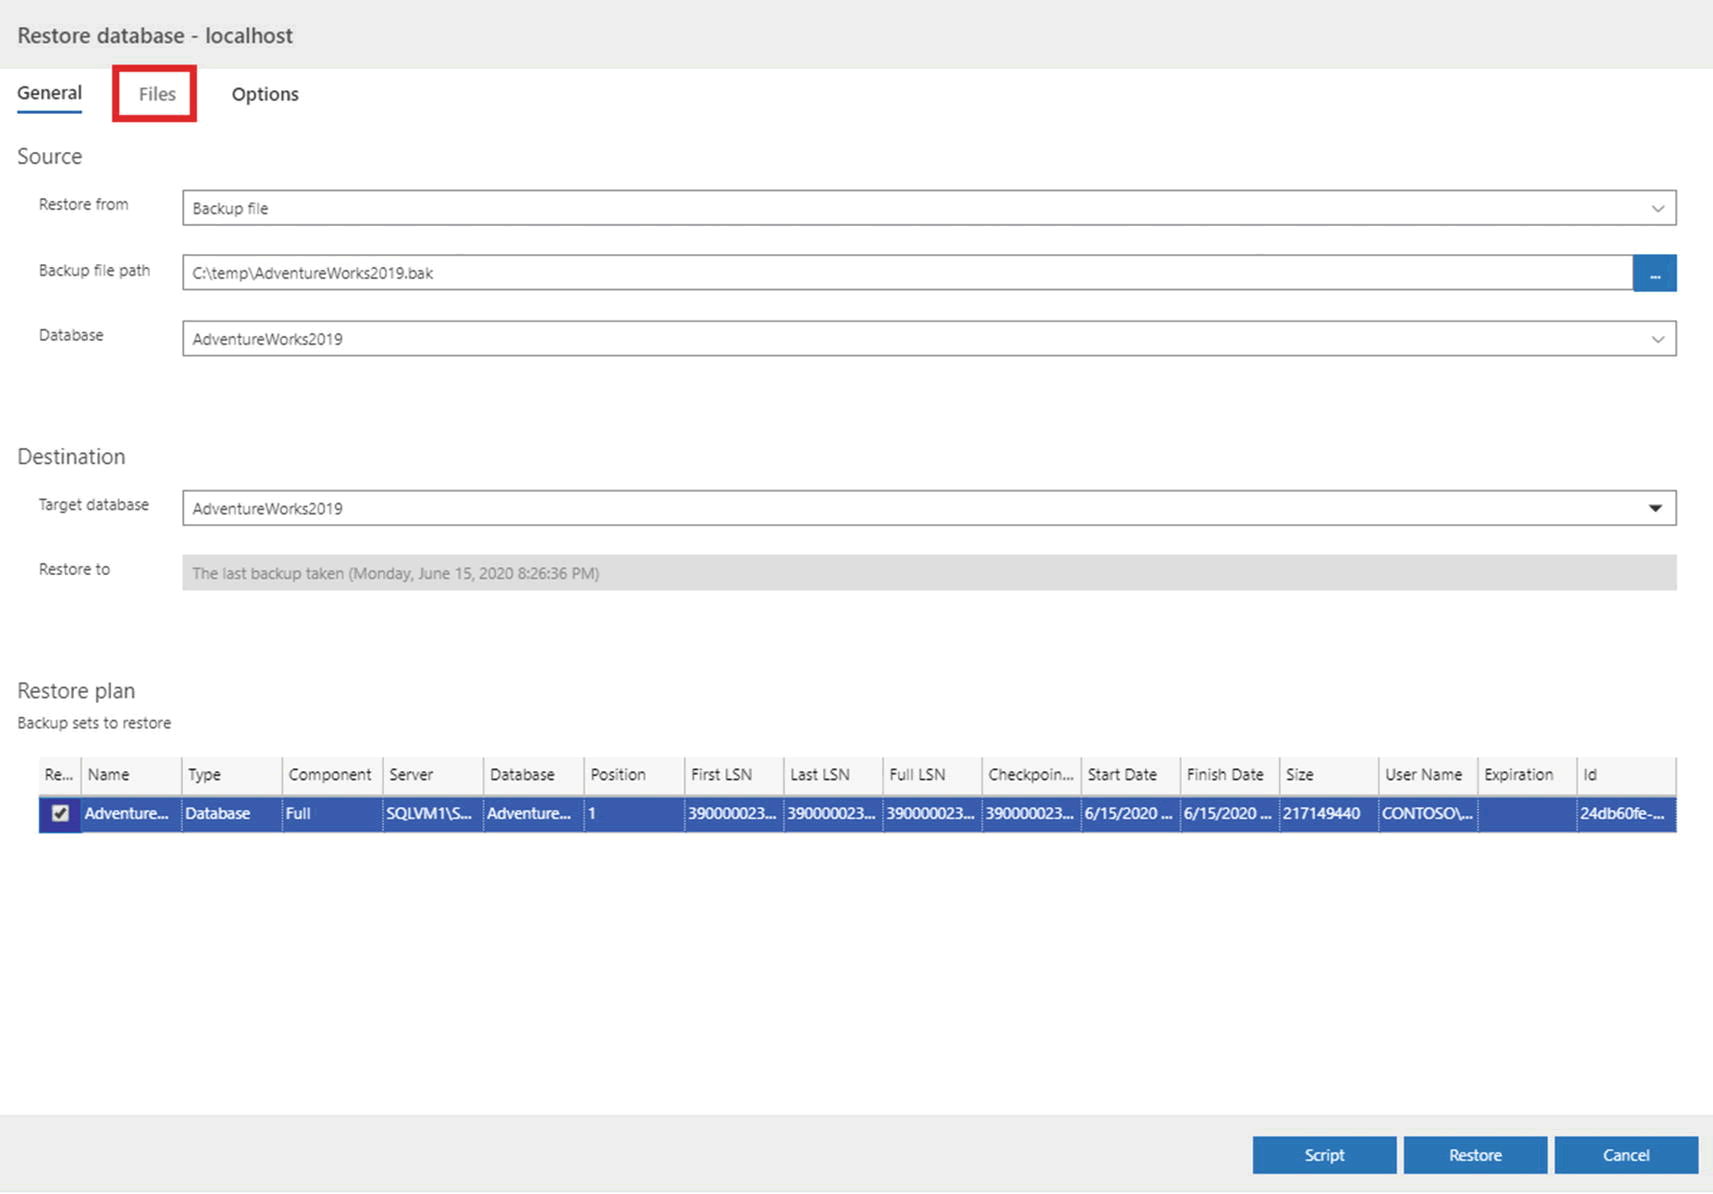 Restore database - localhost
General Files Options
Source
Restore from Backup file
Backup file path C:\temp\AdventureWorks2019.bak ...
Database AdventureWorks2019
Destination
Target database AdventureWorks2019
Restore to The last backup taken (Monday, June 15, 2020 8:26:36 PM)
Restore plan
Backup sets to restore
Re... Name Type Component Server Database Position First LSN Last LSN Full LSN Checkpoin... Start Date Finish Date Size User Name Expiration Id
Adventure... Database Full SQLVM1\S... Adventure... 1 390000023... 390000023... 390000023... 390000023... 6/15/2020 ... 6/15/2020 ... 217149440 CONTOSO\... 24db60fe-...
Script Restore Cancel